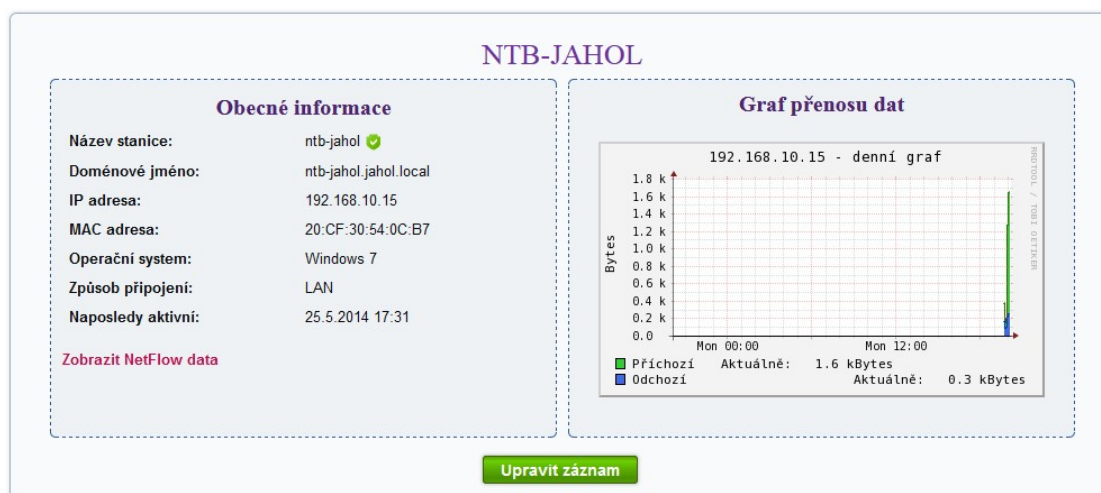 NTB-JAHOL
Obecné informace
Název stanice: ntb-jahol
Doménové jméno: ntb-jahol.jahol.local
IP adresa: 192.168.10.15
MAC adresa: 20:CF:30:54:0C:B7
Operační system: Windows 7
Způsob připojení: LAN
Naposledy aktivní: 25.5.2014 17:31
Zobrazit NetFlow data
Graf přenosu dat
192.168.10.15 - denní graf
RRDTOOL / TOBI OETIKER
Bytes
1.8 k
1.6 k
1.4 k
1.2 k
1.0 k
0.8 k
0.6 k
0.4 k
0.2 k
0.0
Mon 00:00 Mon 12:00
Příchozí Aktuálně: 1.6 kBytes
Odchozí Aktuálně: 0.3 kBytes
Upravit záznam